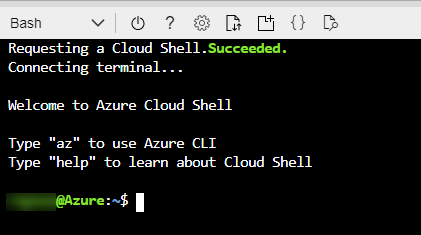 Bash
Requesting a Cloud Shell.Succeeded.
Connecting terminal...
Welcome to Azure Cloud Shell
Type "az" to use Azure CLI
Type "help" to learn about Cloud Shell
@Azure:~$